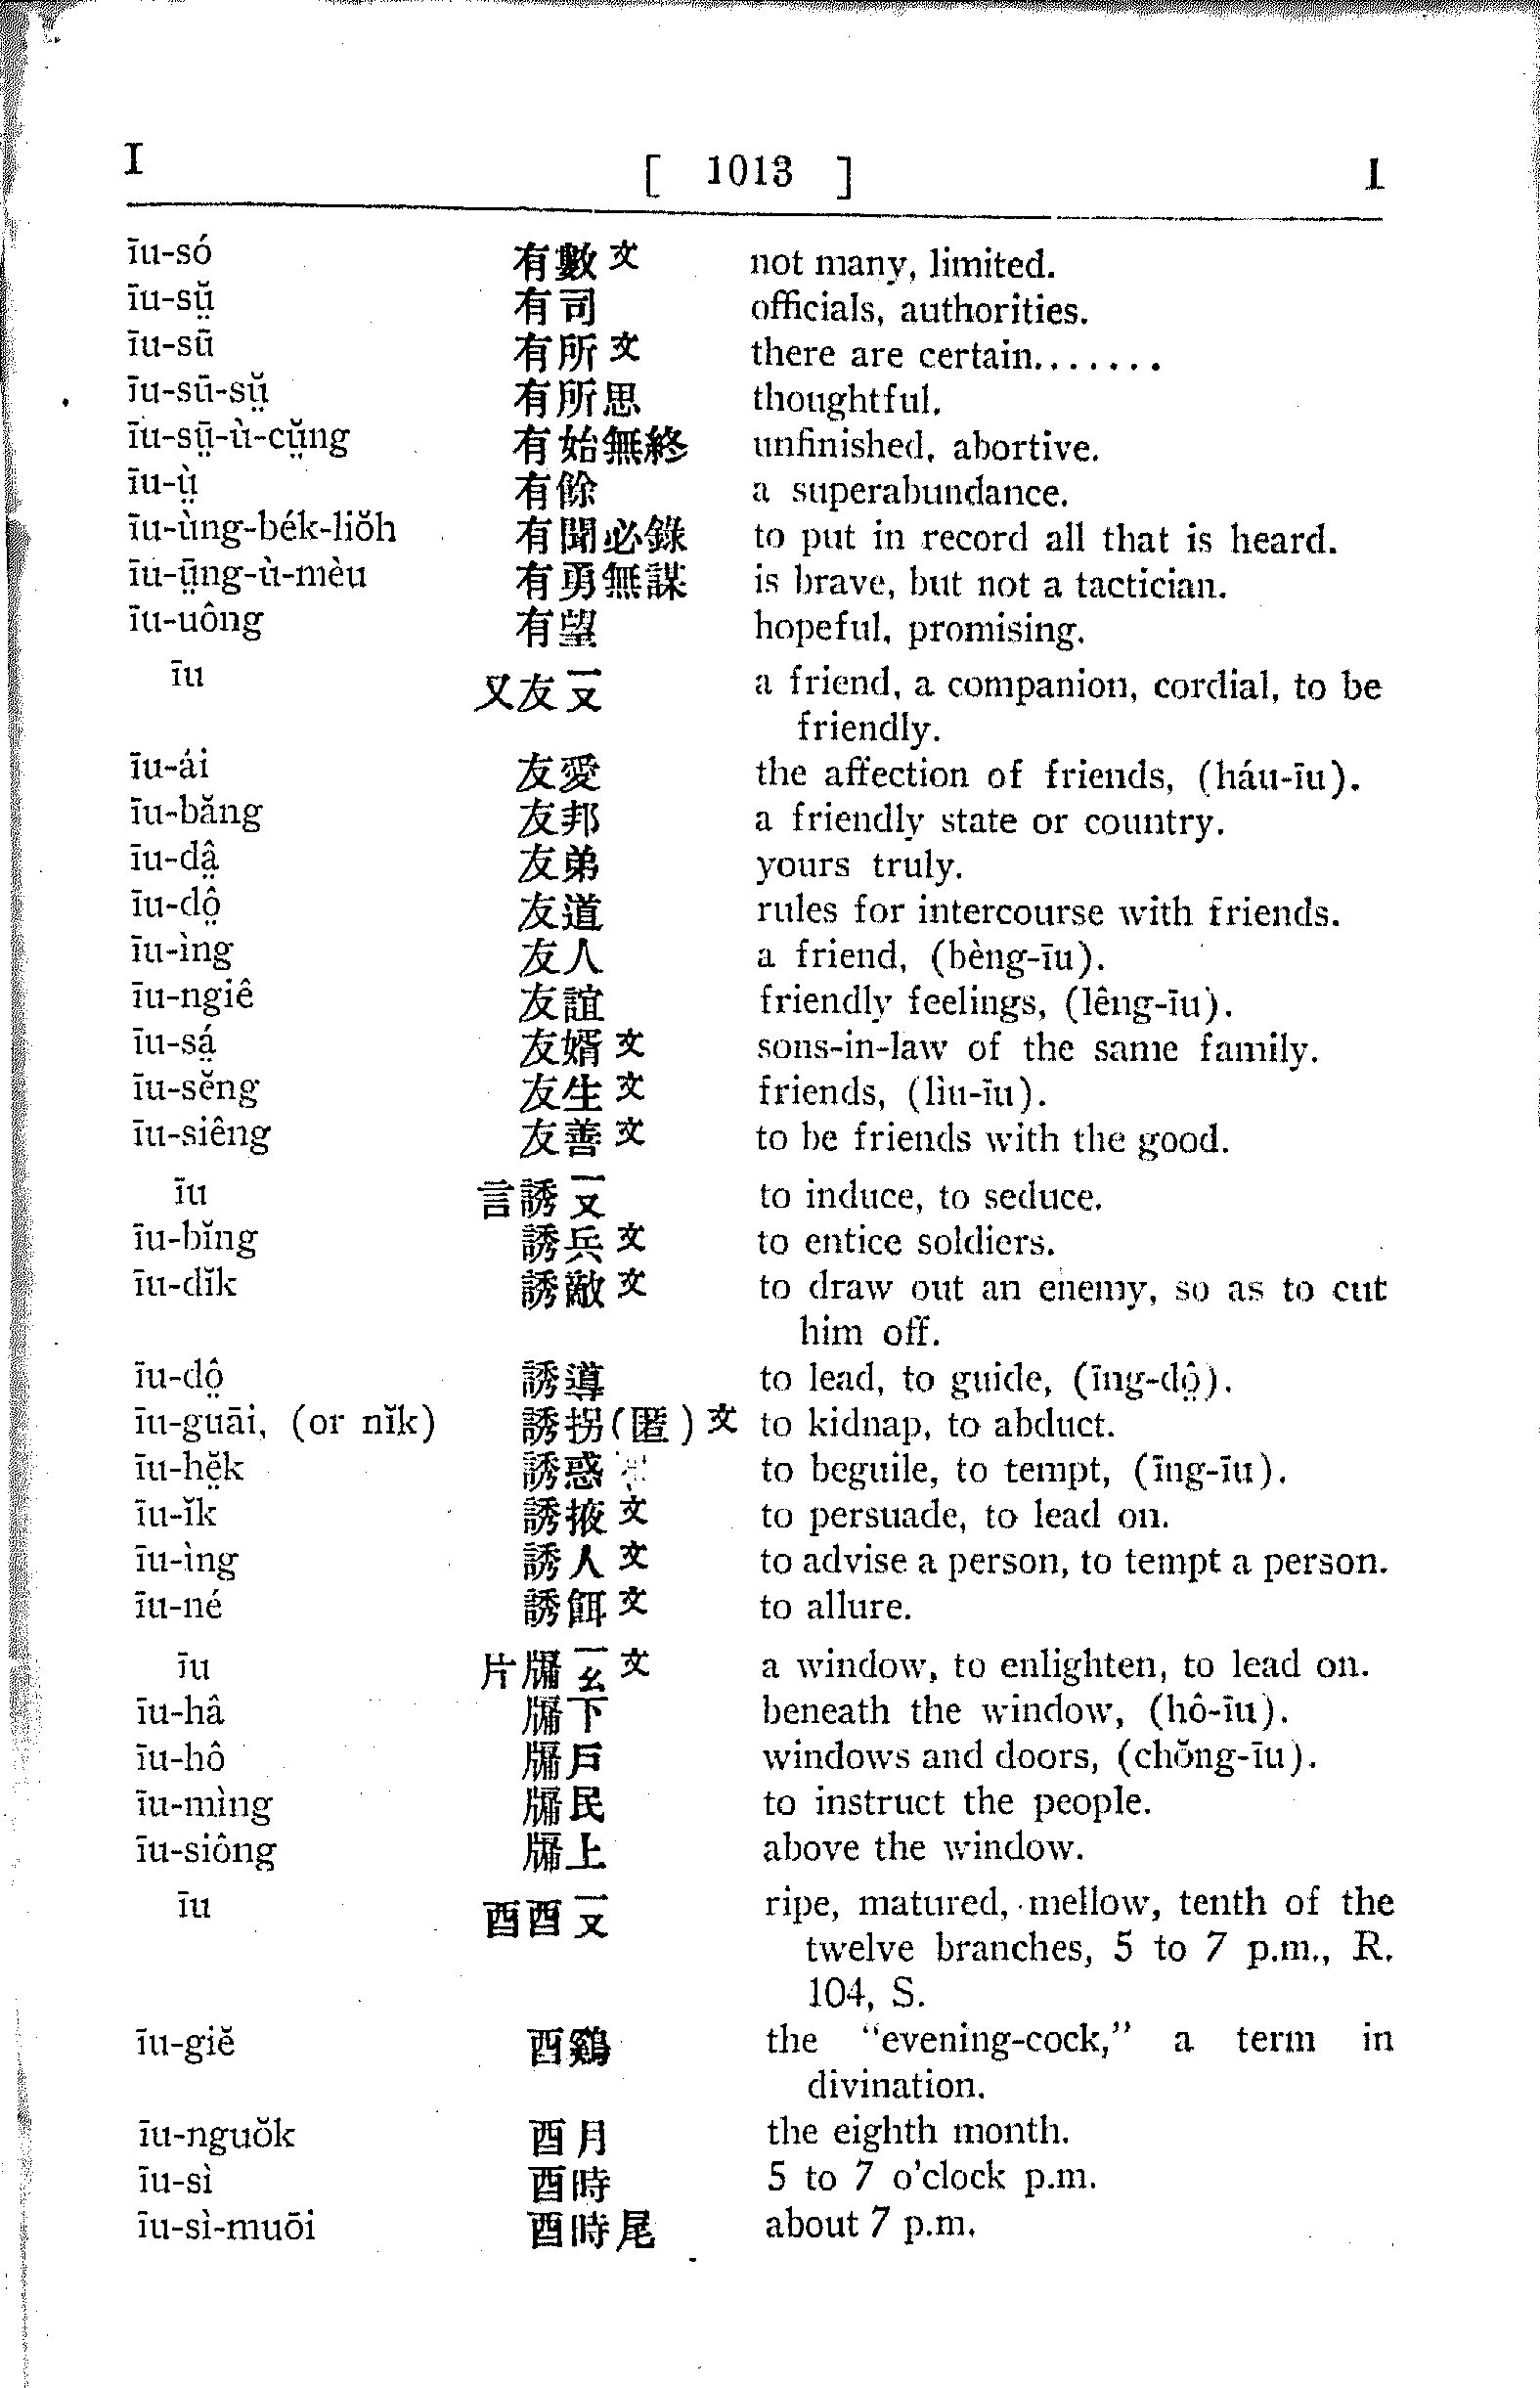 I [ 1013 ] I
īu-só 有數文 not many, limited.
īu-sṳ̆ 有司 officials, authorities.
īu-sū 有所文 there are certain.......
īu-sū-sṳ̆ 有所思 thoughtful.
īu-sṳ̄-ù-cṳ̆ng 有始無終 unfinished, abortive.
īu-ṳ̀ 有餘 a superabundance.
īu-ùng-bék-liŏh 有聞必錄 to put in record all that is heard.
īu-ṳ̄ng-ù-mèu 有勇無謀 is brave, but not a tactician.
īu-uông 有望 hopeful, promising.
īu 又友一又 a friend, a companion, cordial, to be
friendly.
īu-ái 友愛 the affection of friends, (háu-īu).
īu-băng 友邦 a friendly state or country.
īu-dâ̤ 友弟 yours truly.
īu-dô̤ 友道 rules for intercourse with friends.
īu-ìng 友人 a friend, (bèng-īu).
īu-ngiê 友誼 friendly feelings, (lêng-īu).
īu-sá̤ 友婿文 sons-in-law of the same family.
īu-sĕng 友生文 friends, (lìu-īu).
īu-siêng 友善文 to be friends with the good.
īu 言誘一又 to induce, to seduce.
īu-bĭng 誘兵文 to entice soldiers.
īu-dĭk 誘敵文 to draw out an enemy, so as to cut
him off.
īu-dô̤ 誘導 to lead, to guide, (īng-dô̤).
īu-guāi, (or nĭk) 誘拐(匿)文 to kidnap, to abduct.
īu-hĕ̤k 誘惑 to beguile, to tempt, (īng-īu).
īu-ĭk 誘掖文 to persuade, to lead on.
īu-ìng 誘人文 to advise a person, to tempt a person.
īu-né 誘餌文 to allure.
īu 片牖一幺文 a window, to enlighten, to lead on.
īu-hâ 牖下 beneath the window, (hô-īu).
īu-hô 牖戶 windows and doors, (chŏng-īu).
īu-mìng 牖民 to instruct the people.
īu-siông 牖上 above the window.
īu 酉酉一又 ripe, matured, mellow, tenth of the
twelve branches, 5 to 7 p.m., R.
104, S.
īu-giĕ 酉鷄 the “evening-cock,” a term in
divination.
īu-nguŏk 酉月 the eighth month.
īu-sì 酉時 5 to 7 o’clock p.m.
īu-sì-muōi 酉時尾 about 7 p.m.